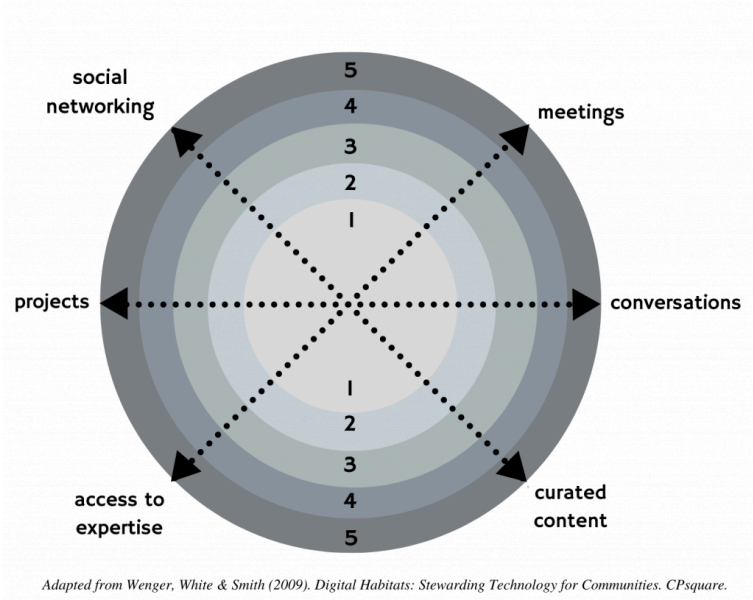 5
social
networking
4
meetings
3
2
1
projects
conversations
1
2
3
access to
expertise
curated
content
4
5
Adapted from Wenger, White & Smith (2009). Digital Habitats: Stewarding Technology for Communities. CPsquare.